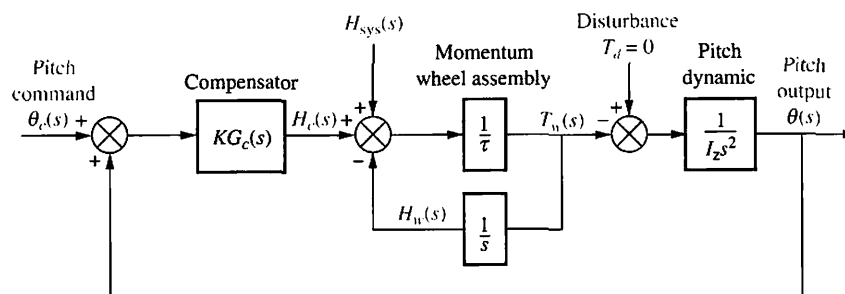 Disturbance
T_d = 0
H_sys(s)
Momentum
wheel assembly
Pitch
dynamic
Pitch
command
θ_c(s)
Compensator
Pitch
output
θ(s)
+
+
KG_c(s)
H_c(s)
+
+
−
1/τ
T_w(s)
−
+
1/(I_z s²)
H_w(s)
1/s